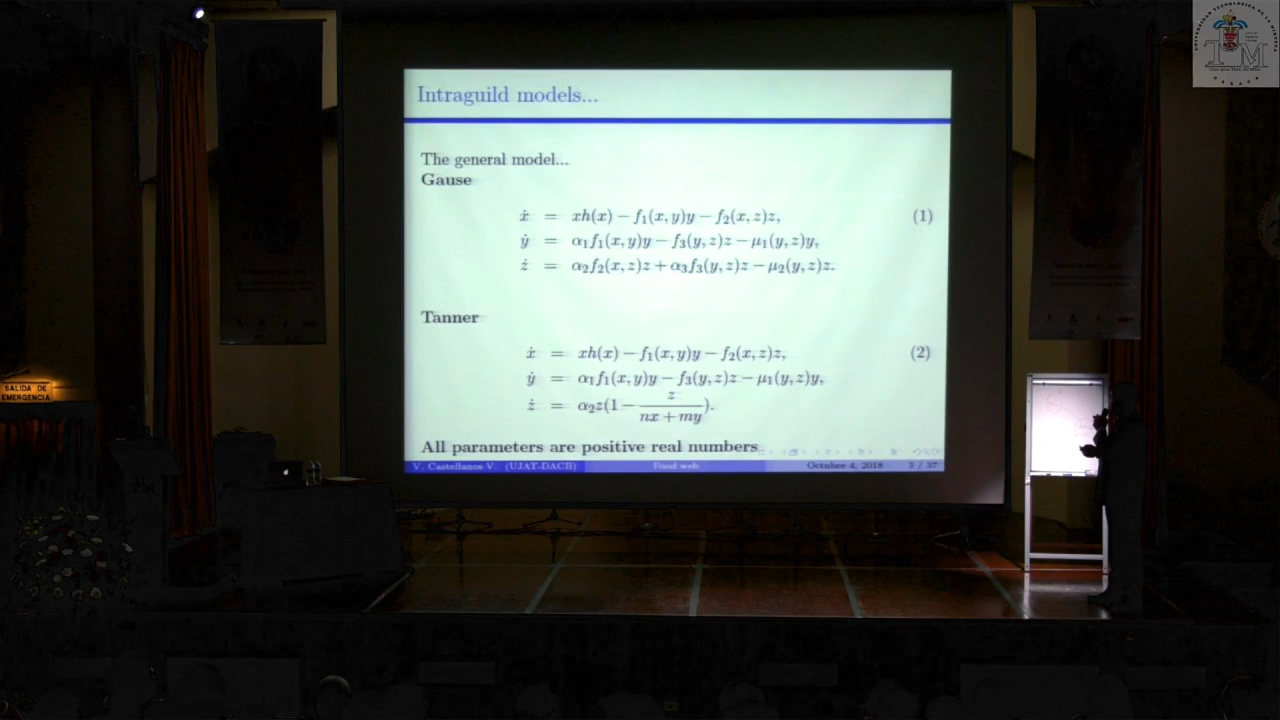 Intraguild models...
The general model...
Gause
ẋ = xh(x) − f₁(x, y)y − f₂(x, z)z, (1)
ẏ = α₁f₁(x, y)y − f₃(y, z)z − μ₁(y, z)y,
ż = α₂f₂(x, z)z + α₃f₃(y, z)z − μ₂(y, z)z.
Tanner
ẋ = xh(x) − f₁(x, y)y − f₂(x, z)z, (2)
ẏ = α₁f₁(x, y)y − f₃(y, z)z − μ₁(y, z)y,
ż = α₂z(1 − z/(nx + my)).
All parameters are positive real numbers
V. Castellanos V. (UJAT-DACB) Food web Octubre 4, 2018 3 / 37
SALIDA DE
EMERGENCIA